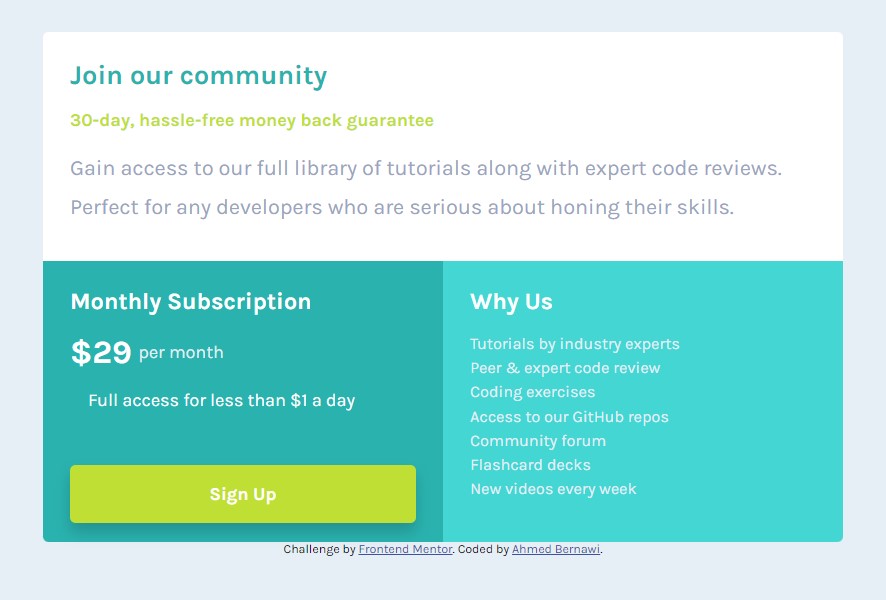 Join our community
30-day, hassle-free money back guarantee
Gain access to our full library of tutorials along with expert code reviews.
Perfect for any developers who are serious about honing their skills.
Monthly Subscription
$29 per month
Full access for less than $1 a day
Sign Up
Why Us
Tutorials by industry experts
Peer & expert code review
Coding exercises
Access to our GitHub repos
Community forum
Flashcard decks
New videos every week
Challenge by Frontend Mentor. Coded by Ahmed Bernawi.